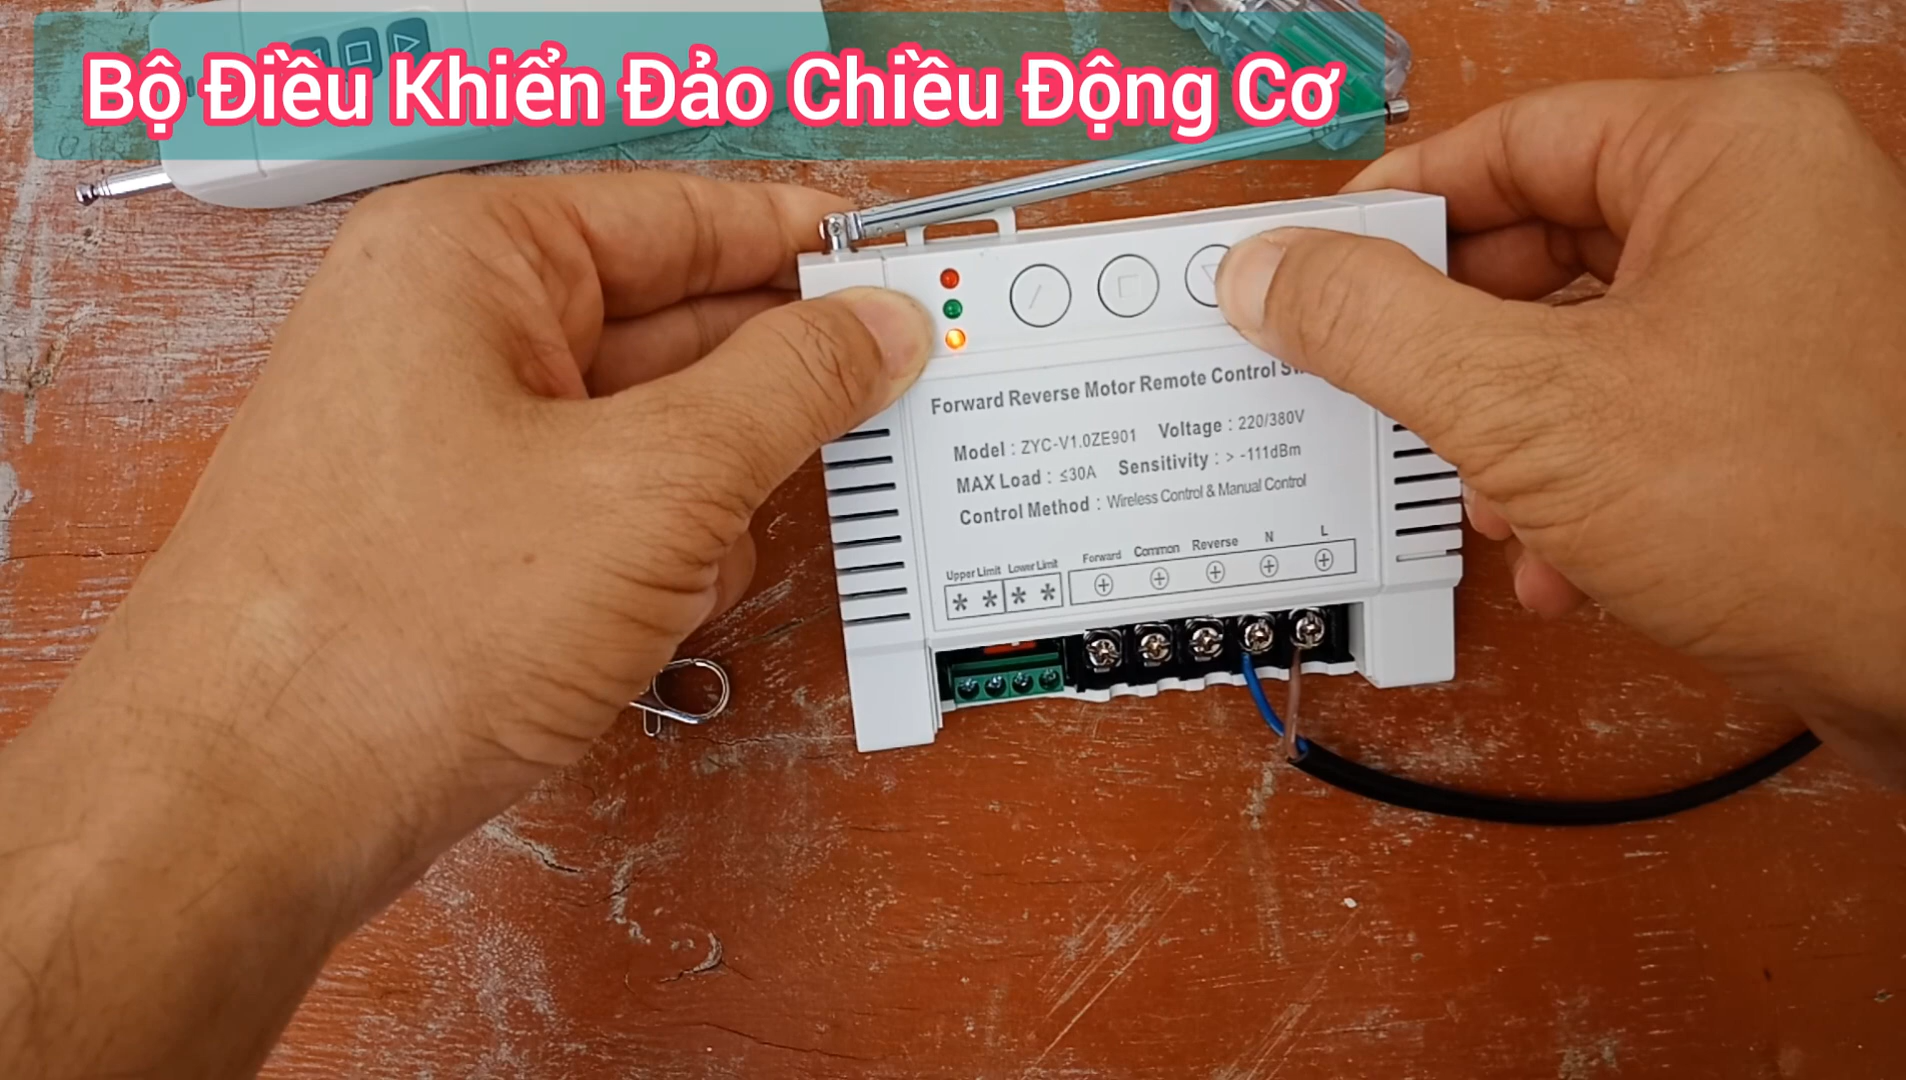 Bộ Điều Khiển Đảo Chiều Động Cơ
Forward Reverse Motor Remote Control
Model : ZYC-V1.0ZE901 Voltage : 220/380V
MAX Load : ≤30A Sensitivity : > -111dBm
Control Method : Wireless Control & Manual Control
Upper Limit Lower Limit Forward Common Reverse N L